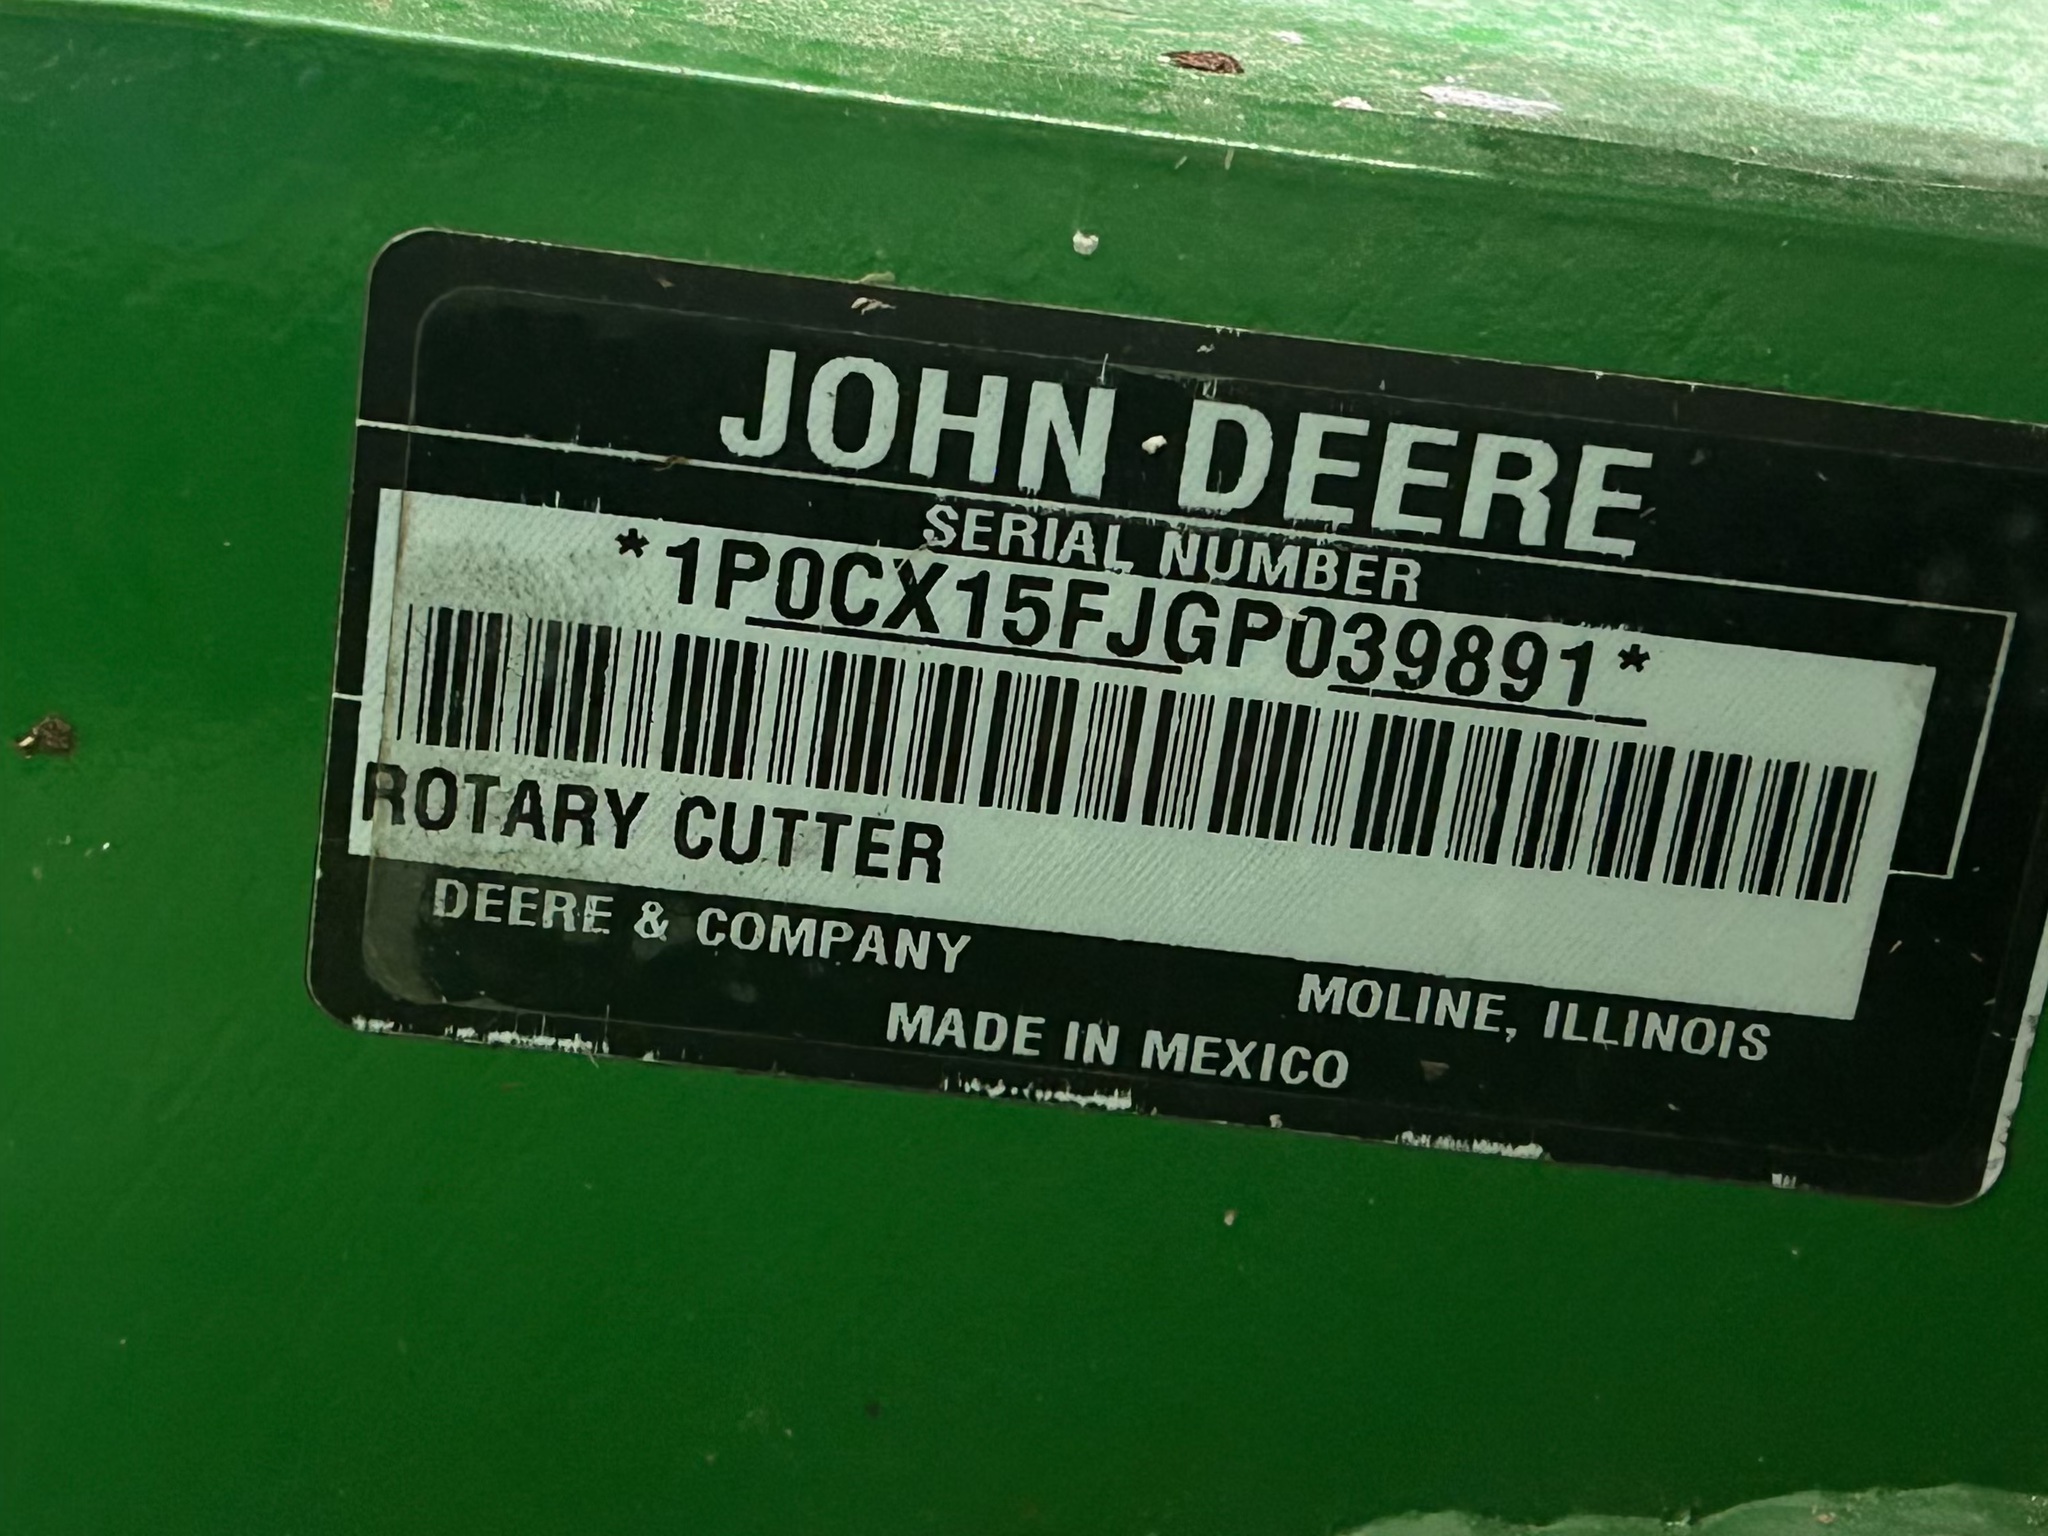 JOHN DEERE
SERIAL NUMBER
*1P0CX15FJGP039891*
ROTARY CUTTER
DEERE & COMPANY MOLINE, ILLINOIS
MADE IN MEXICO